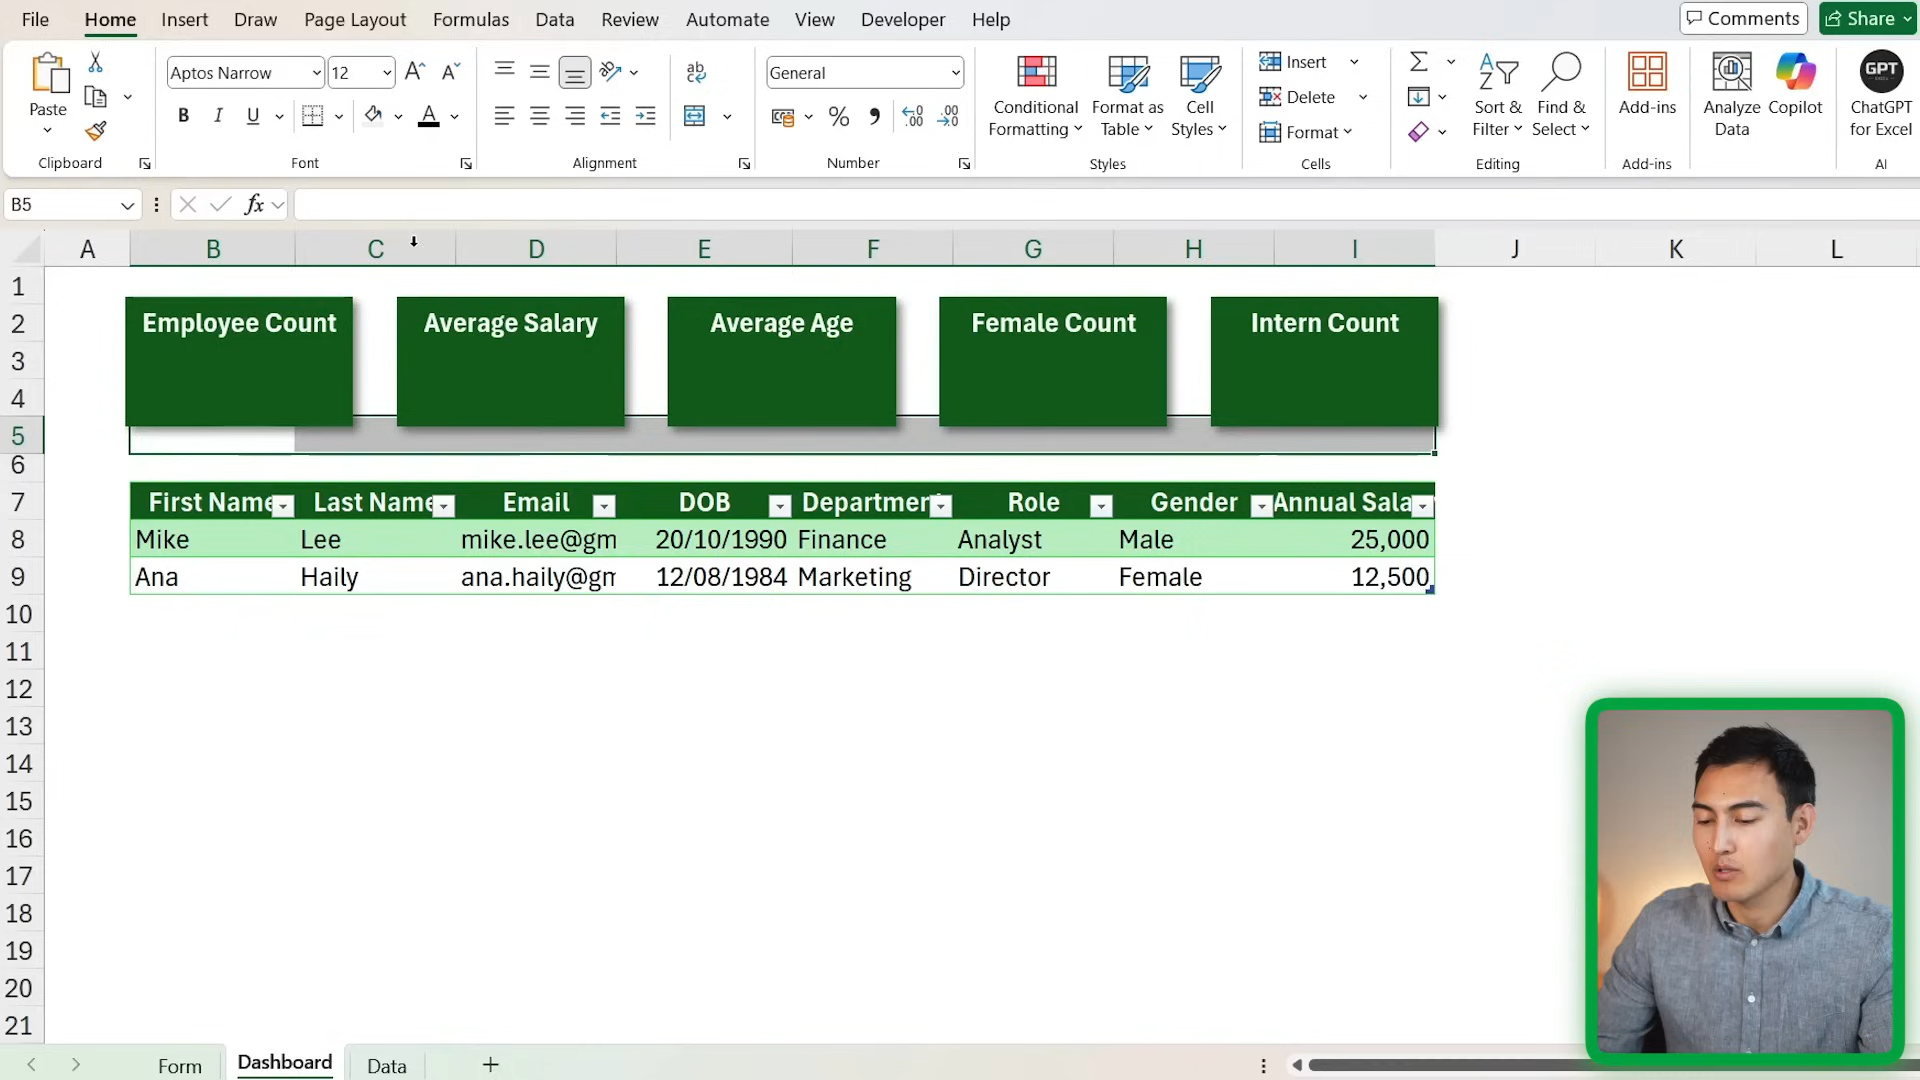 File Home Insert Draw Page Layout Formulas Data Review Automate View Developer Help Comments Share
Aptos Narrow 12 ab General Insert
Paste B I U % Delete Format
Conditional Formatting Format as Table Cell Styles
Sort & Filter Find & Select Add-ins Analyze Data Copilot GPT ChatGPT for Excel
Clipboard Font Alignment Number Styles Cells Editing Add-ins AI
B5 fx
A B C D E F G H I J K L
1
2 Employee Count Average Salary Average Age Female Count Intern Count
3
4
5
6
7 First Name Last Name Email DOB Departmen Role Gender Annual Sala
8 Mike Lee mike.lee@gm 20/10/1990 Finance Analyst Male 25,000
9 Ana Haily ana.haily@gm 12/08/1984 Marketing Director Female 12,500
10
11
12
13
14
15
16
17
18
19
20
21
Form Dashboard Data